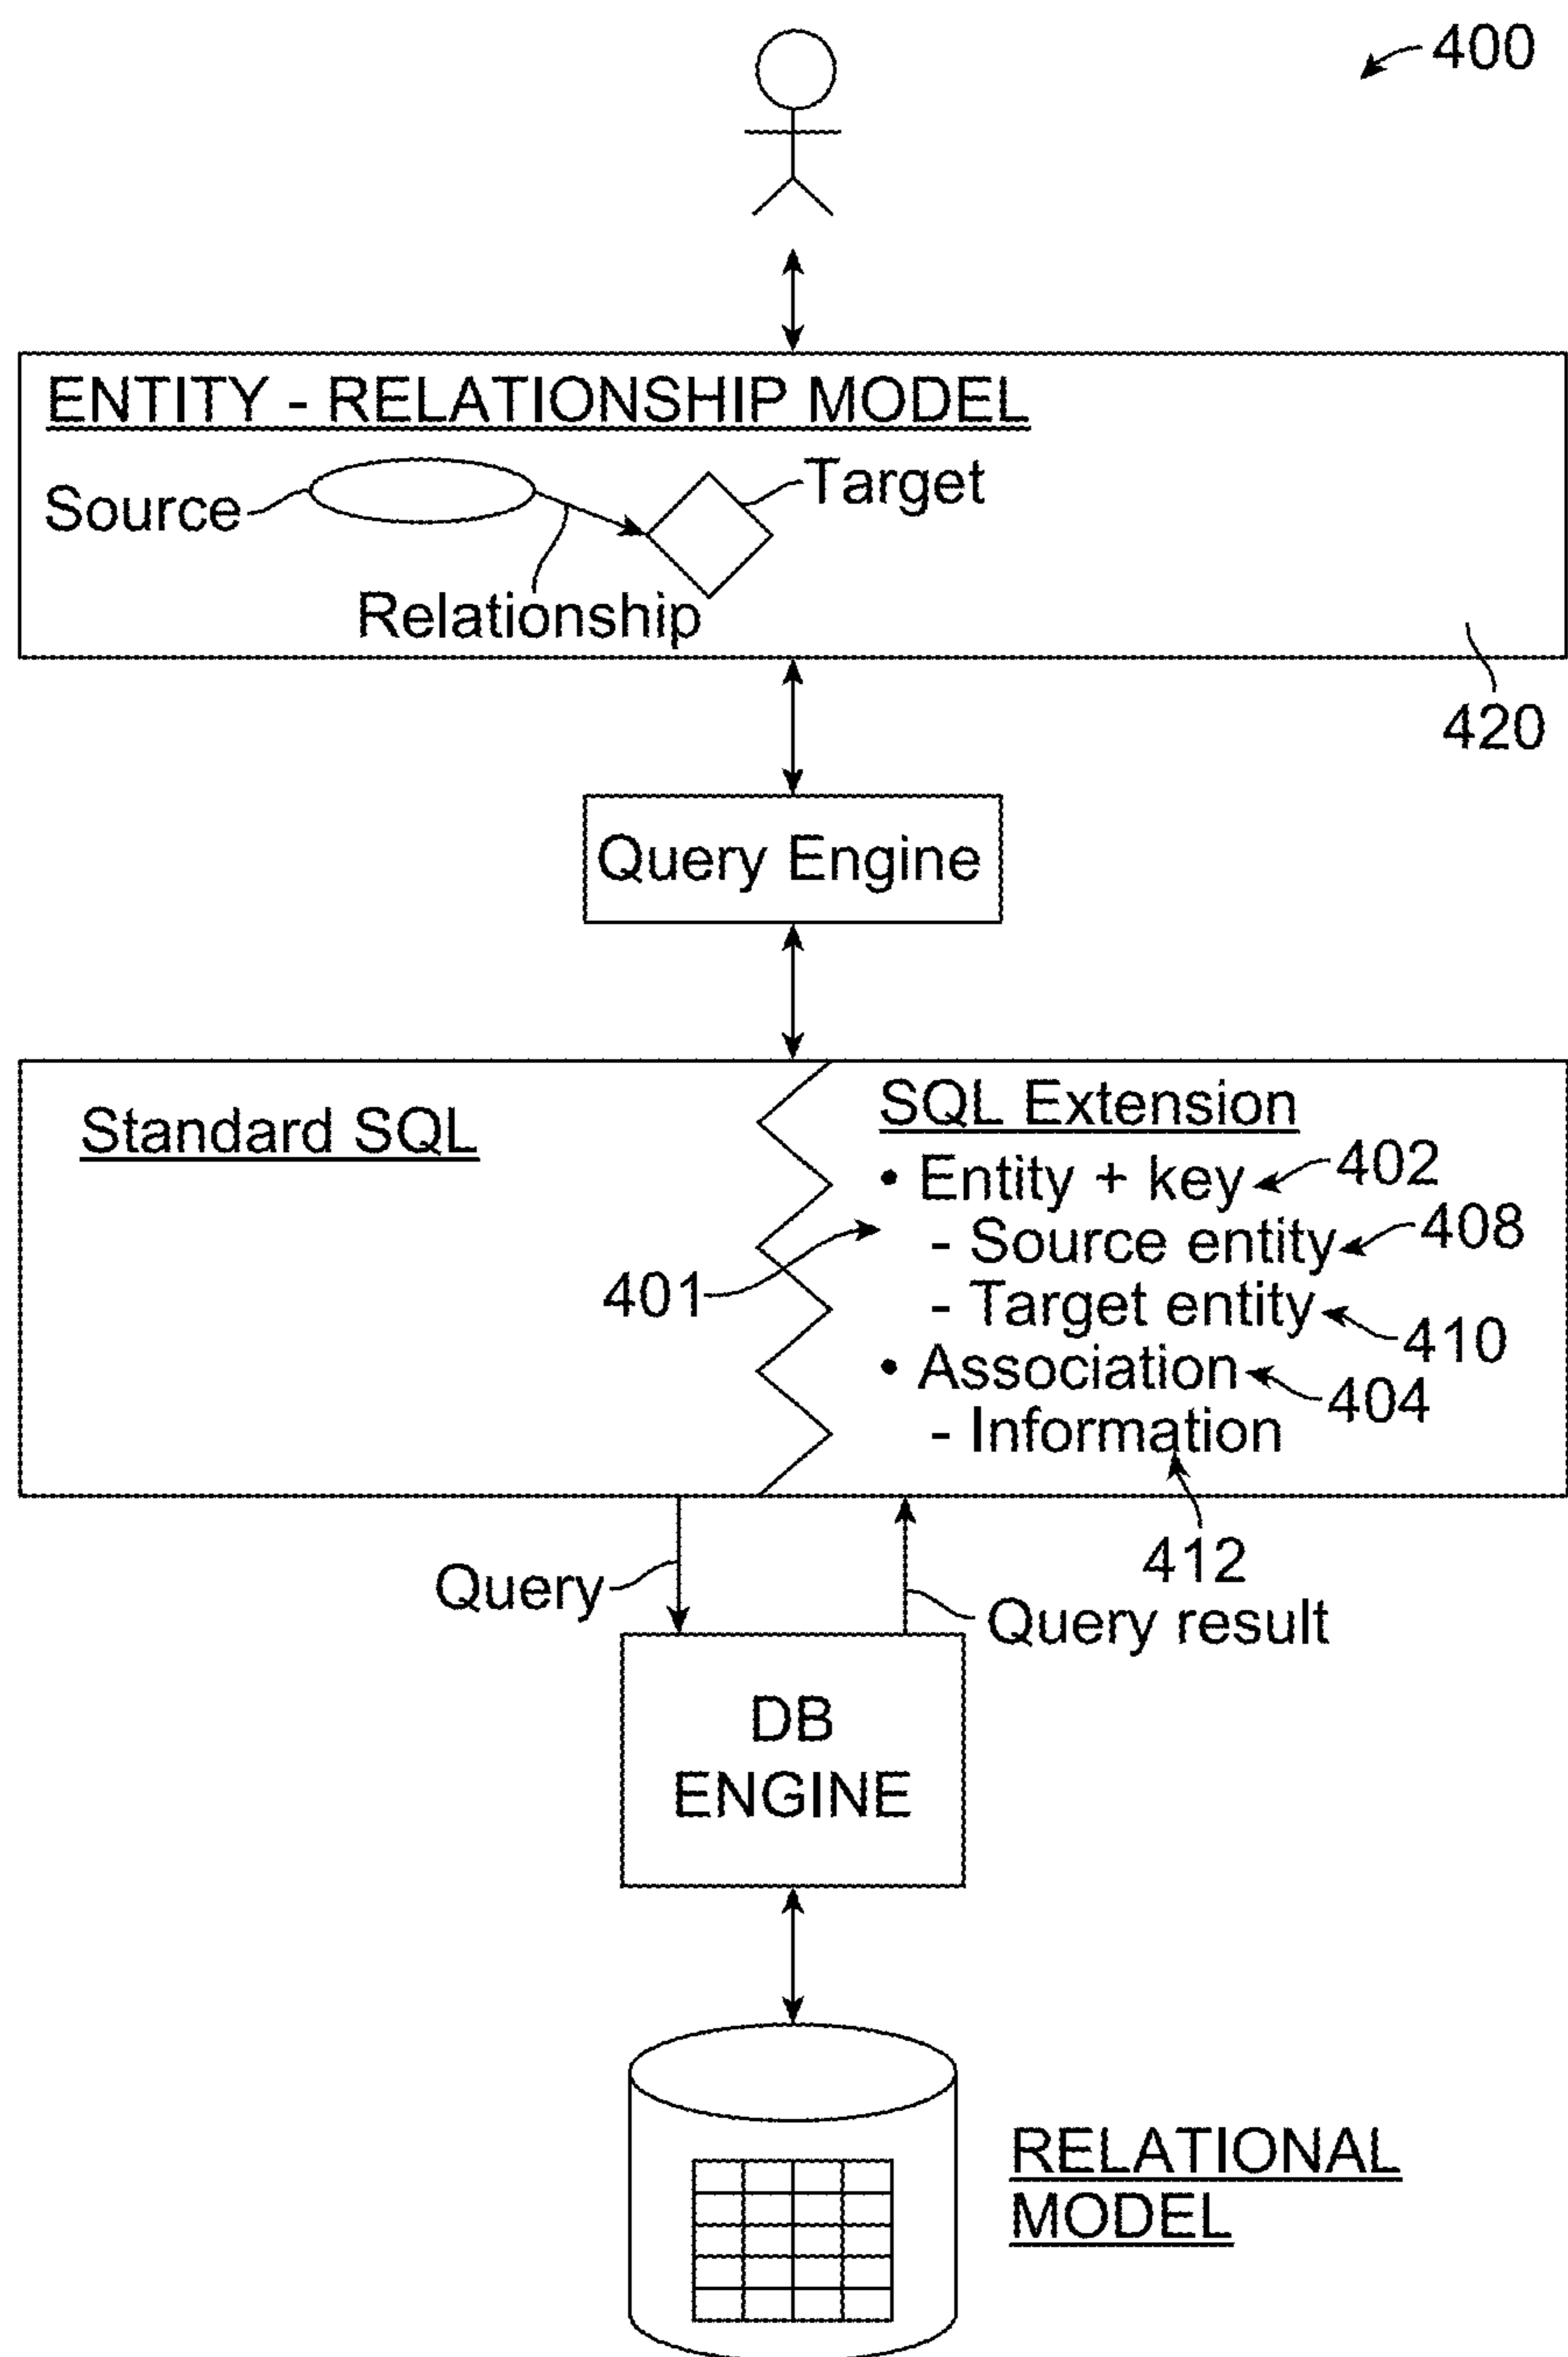 400
ENTITY - RELATIONSHIP MODEL
Source
Target
Relationship
420
Query Engine
Standard SQL
SQL Extension
• Entity + key
402
- Source entity
408
401
- Target entity
410
• Association
404
- Information
412
Query
Query result
DB
ENGINE
RELATIONAL
MODEL